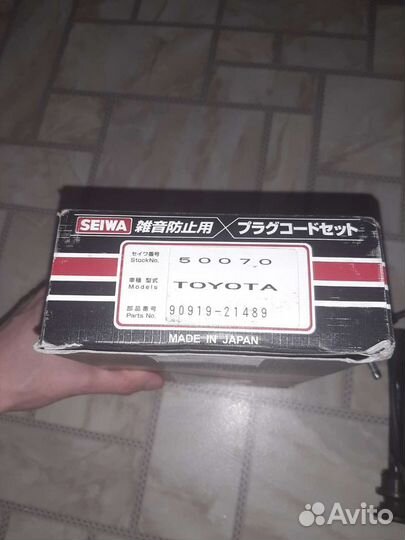 SEIWA 雑音防止用 プラグコードセット
セイワ番号
StockNo. 50070
車種 型式
Models TOYOTA
部品番号
Parts No. 90919-21489
MADE IN JAPAN
Avito